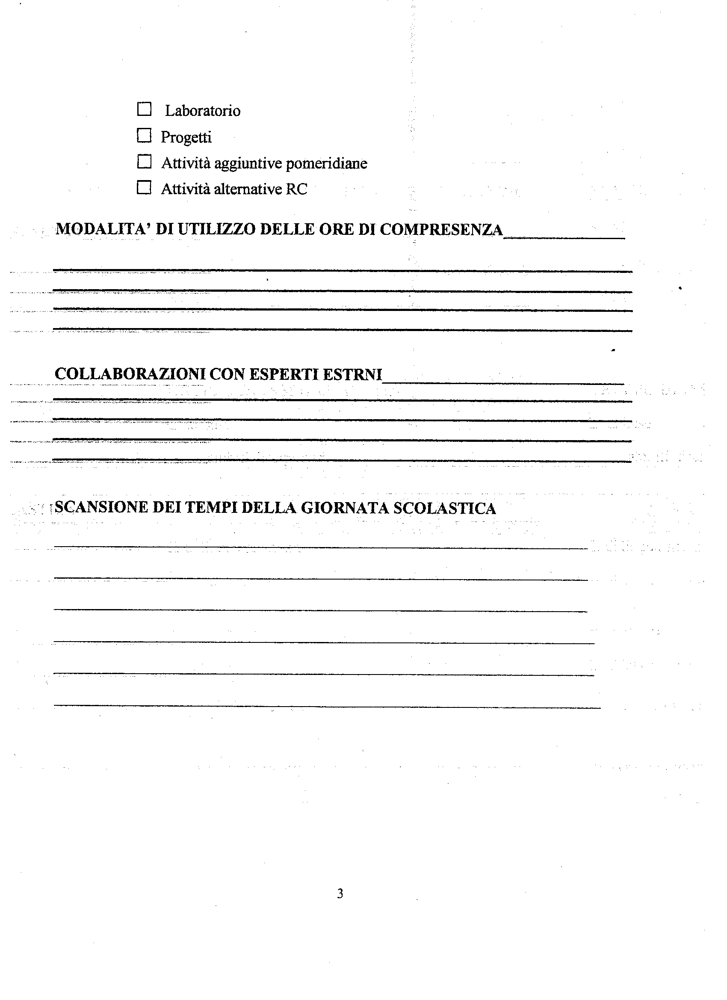 Laboratorio
Progetti
Attività aggiuntive pomeridiane
Attività alternative RC
MODALITA' DI UTILIZZO DELLE ORE DI COMPRESENZA
COLLABORAZIONI CON ESPERTI ESTRNI
SCANSIONE DEI TEMPI DELLA GIORNATA SCOLASTICA
3